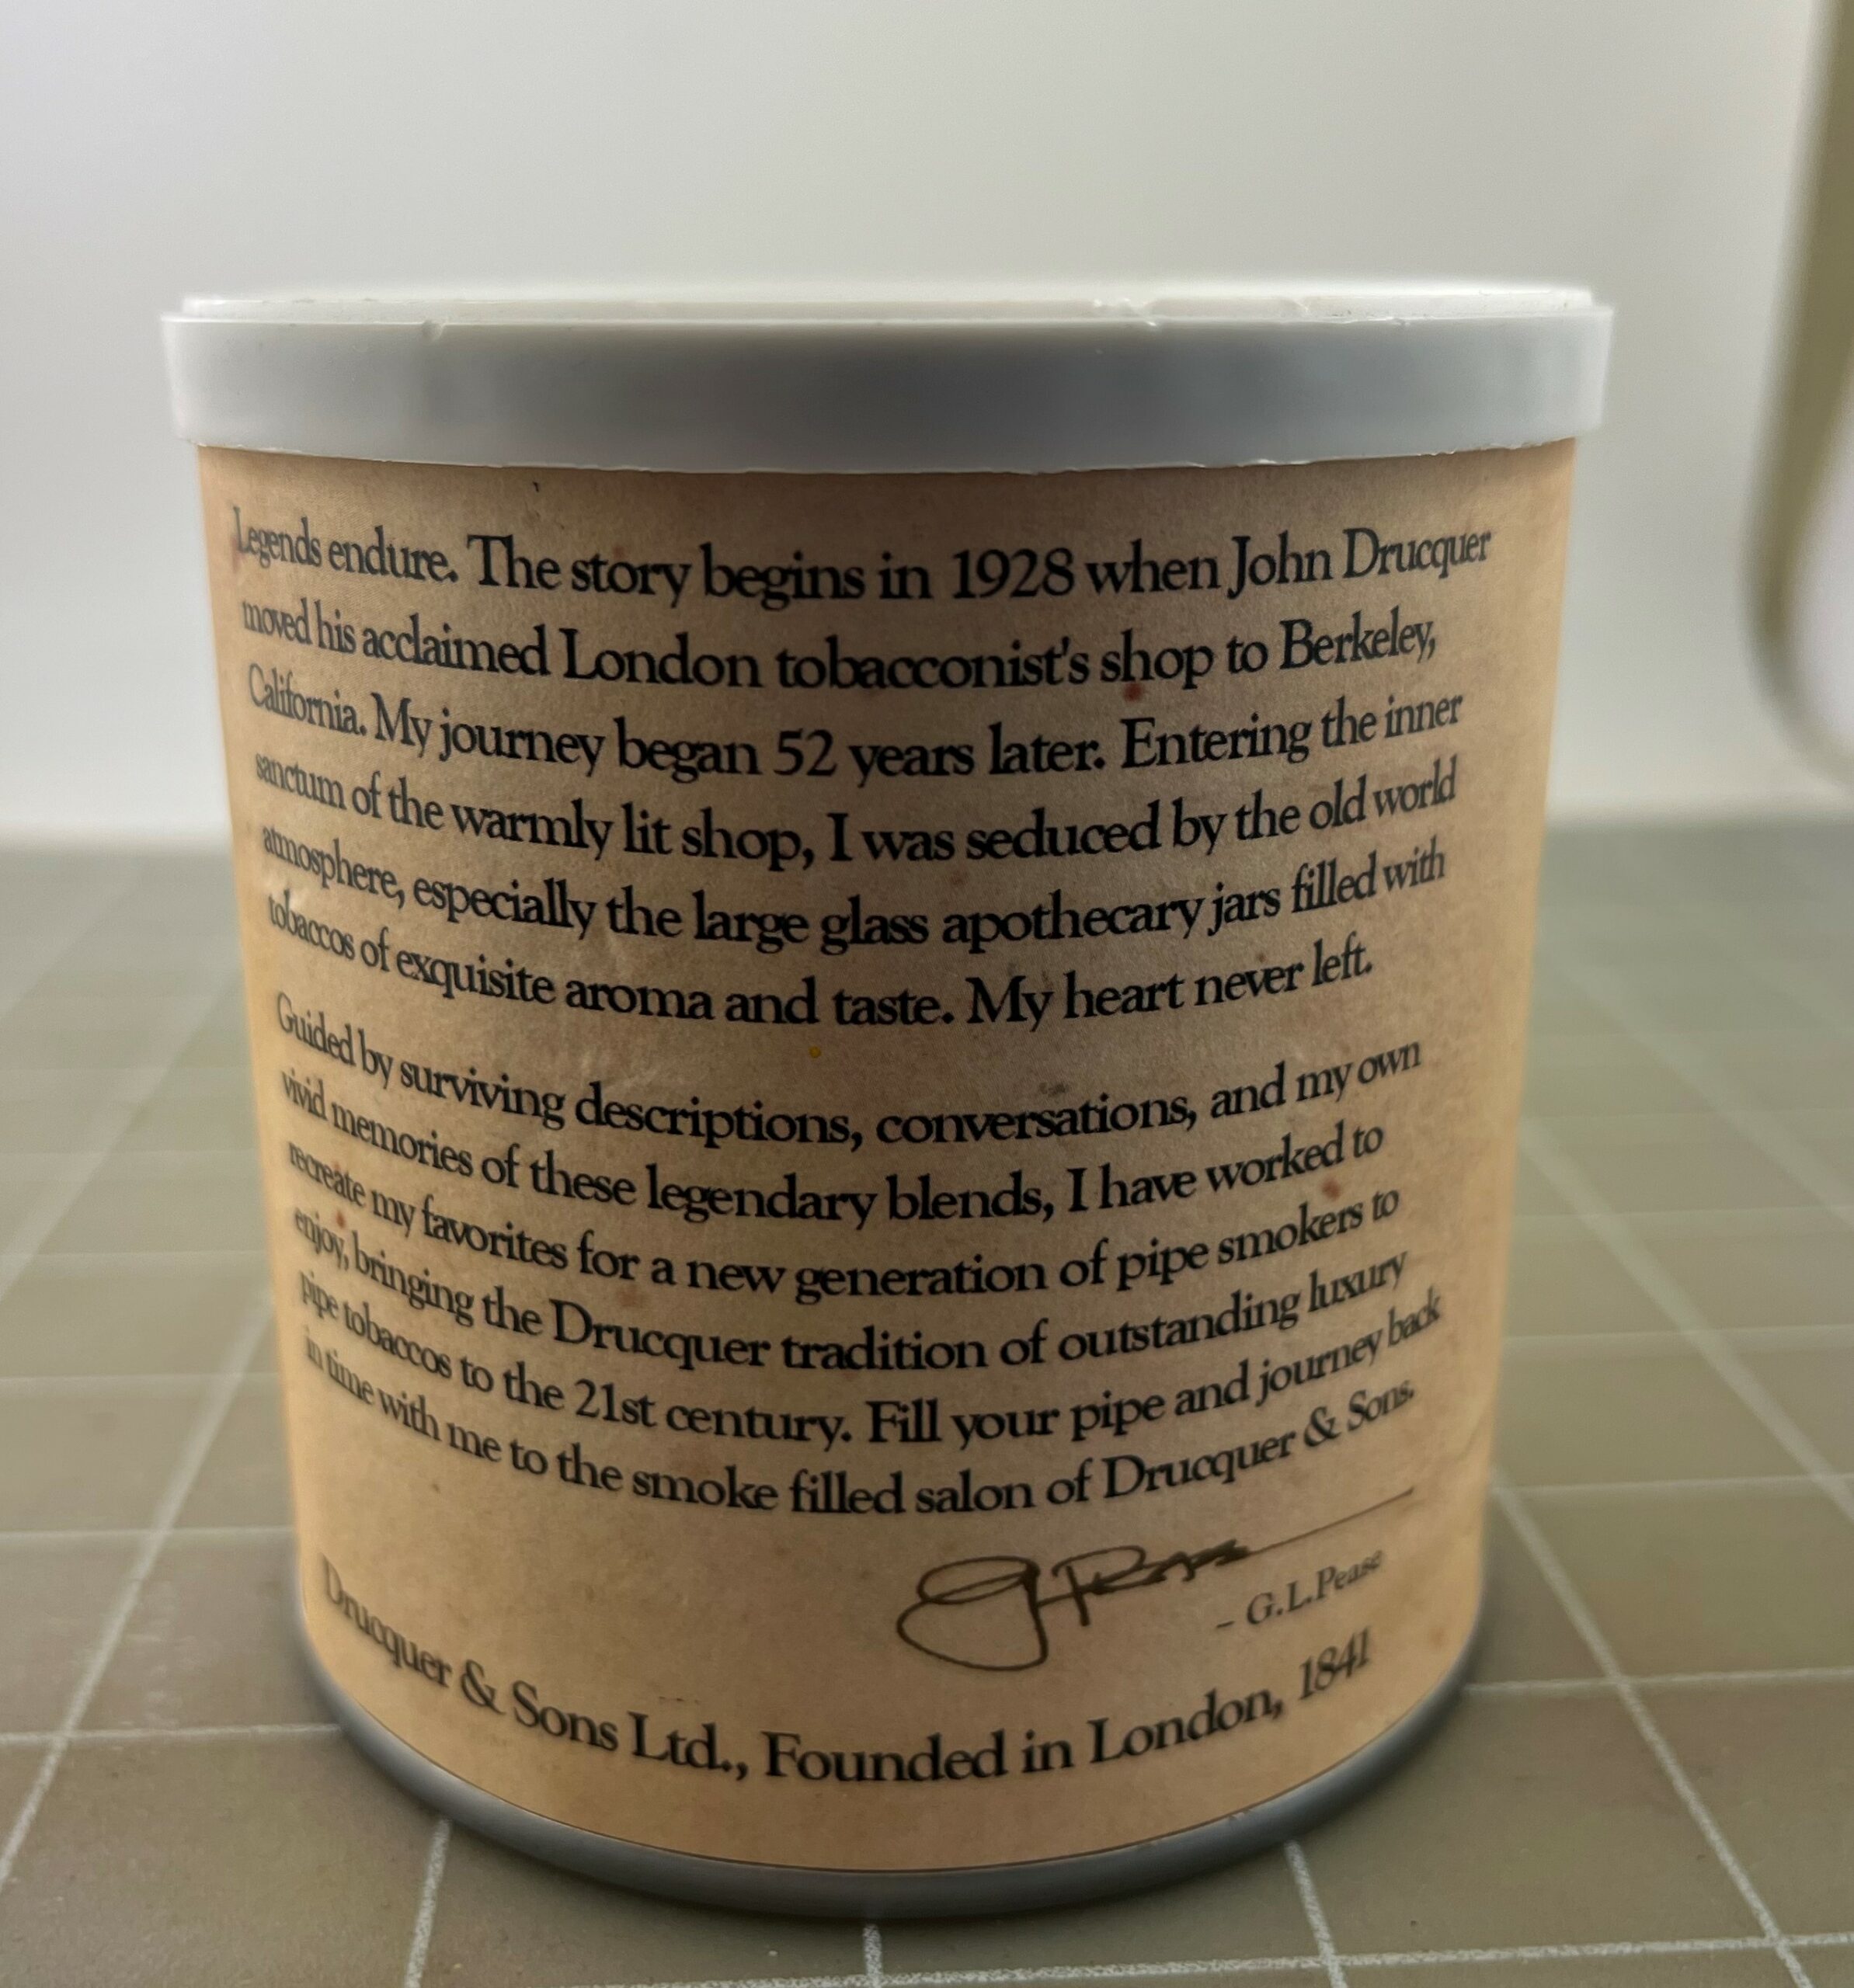 Legends endure. The story begins in 1928 when John Drucquer
moved his acclaimed London tobacconist's shop to Berkeley,
California. My journey began 52 years later. Entering the inner
sanctum of the warmly lit shop, I was seduced by the old world
atmosphere, especially the large glass apothecary jars filled with
tobaccos of exquisite aroma and taste. My heart never left.
Guided by surviving descriptions, conversations, and my own
vivid memories of these legendary blends, I have worked to
recreate my favorites for a new generation of pipe smokers to
enjoy, bringing the Drucquer tradition of outstanding luxury
pipe tobaccos to the 21st century. Fill your pipe and journey back
in time with me to the smoke filled salon of Drucquer & Sons.
GLPease
– G.L.Pease
Drucquer & Sons Ltd., Founded in London, 1841